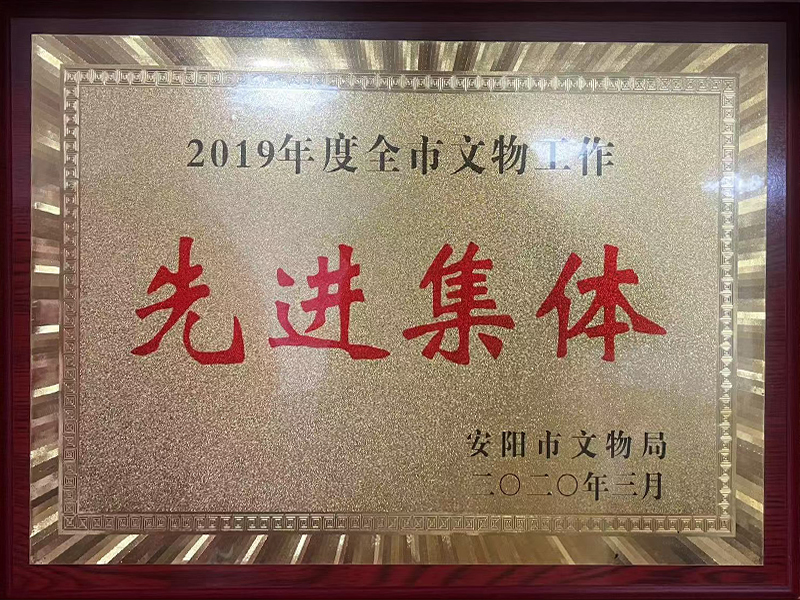 2019年度全市文物工作
先进集体
安阳市文物局
二〇二〇年三月